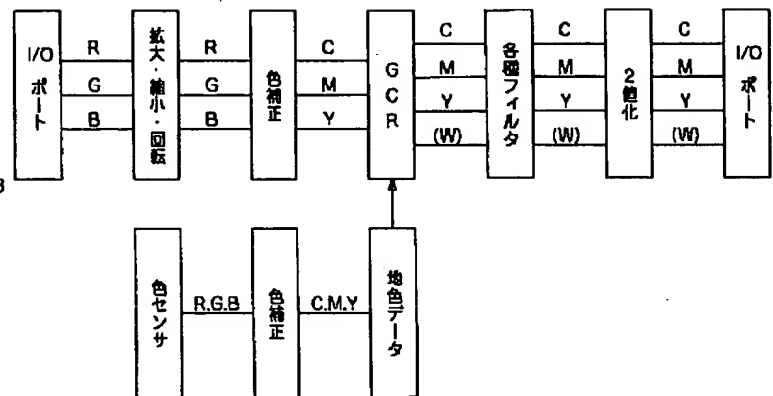 I/O ポート
R
G
B
拡大・縮小・回転
R
G
B
色補正
C
M
Y
GCR
C
M
Y
(W)
各種フィルタ
C
M
Y
(W)
2値化
C
M
Y
(W)
I/O ポート
3
色センサ
R.G.B
色補正
C.M.Y
地色データ